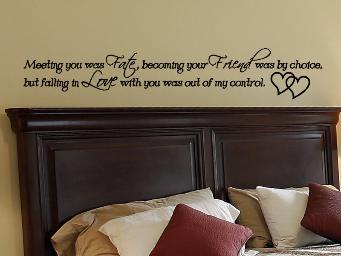 Meeting you was Fate, becoming your Friend was by choice,
but falling in Love with you was out of my control.